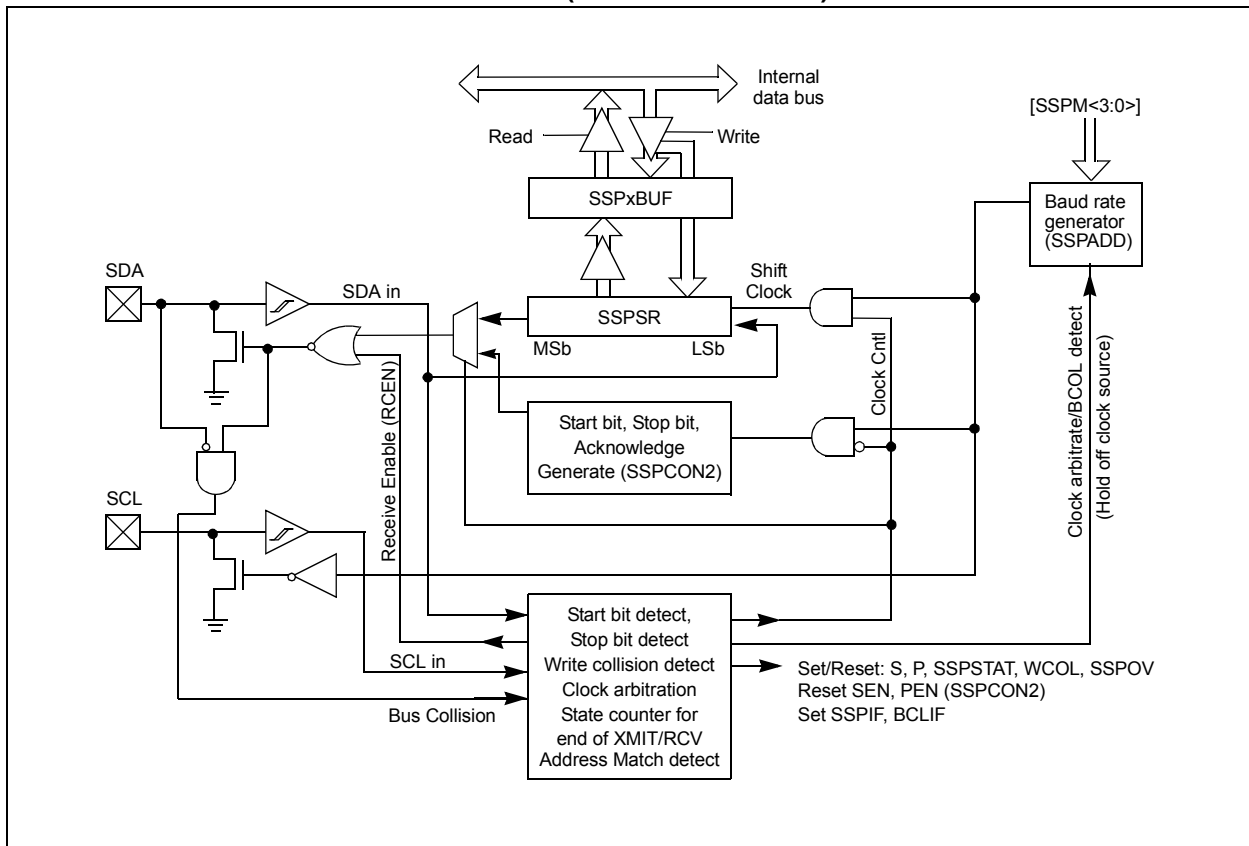 Internal
data bus
[SSPM<3:0>]
Read
Write
SSPxBUF
Baud rate
generator
(SSPADD)
SDA
Shift
Clock
SDA in
SSPSR
MSb
LSb
Receive Enable (RCEN)
Clock Cntl
Clock arbitrate/BCOL detect
(Hold off clock source)
Start bit, Stop bit,
Acknowledge
Generate (SSPCON2)
SCL
Start bit detect,
Stop bit detect
SCL in
Write collision detect
Clock arbitration
Bus Collision
State counter for
end of XMIT/RCV
Address Match detect
Set/Reset: S, P, SSPSTAT, WCOL, SSPOV
Reset SEN, PEN (SSPCON2)
Set SSPIF, BCLIF